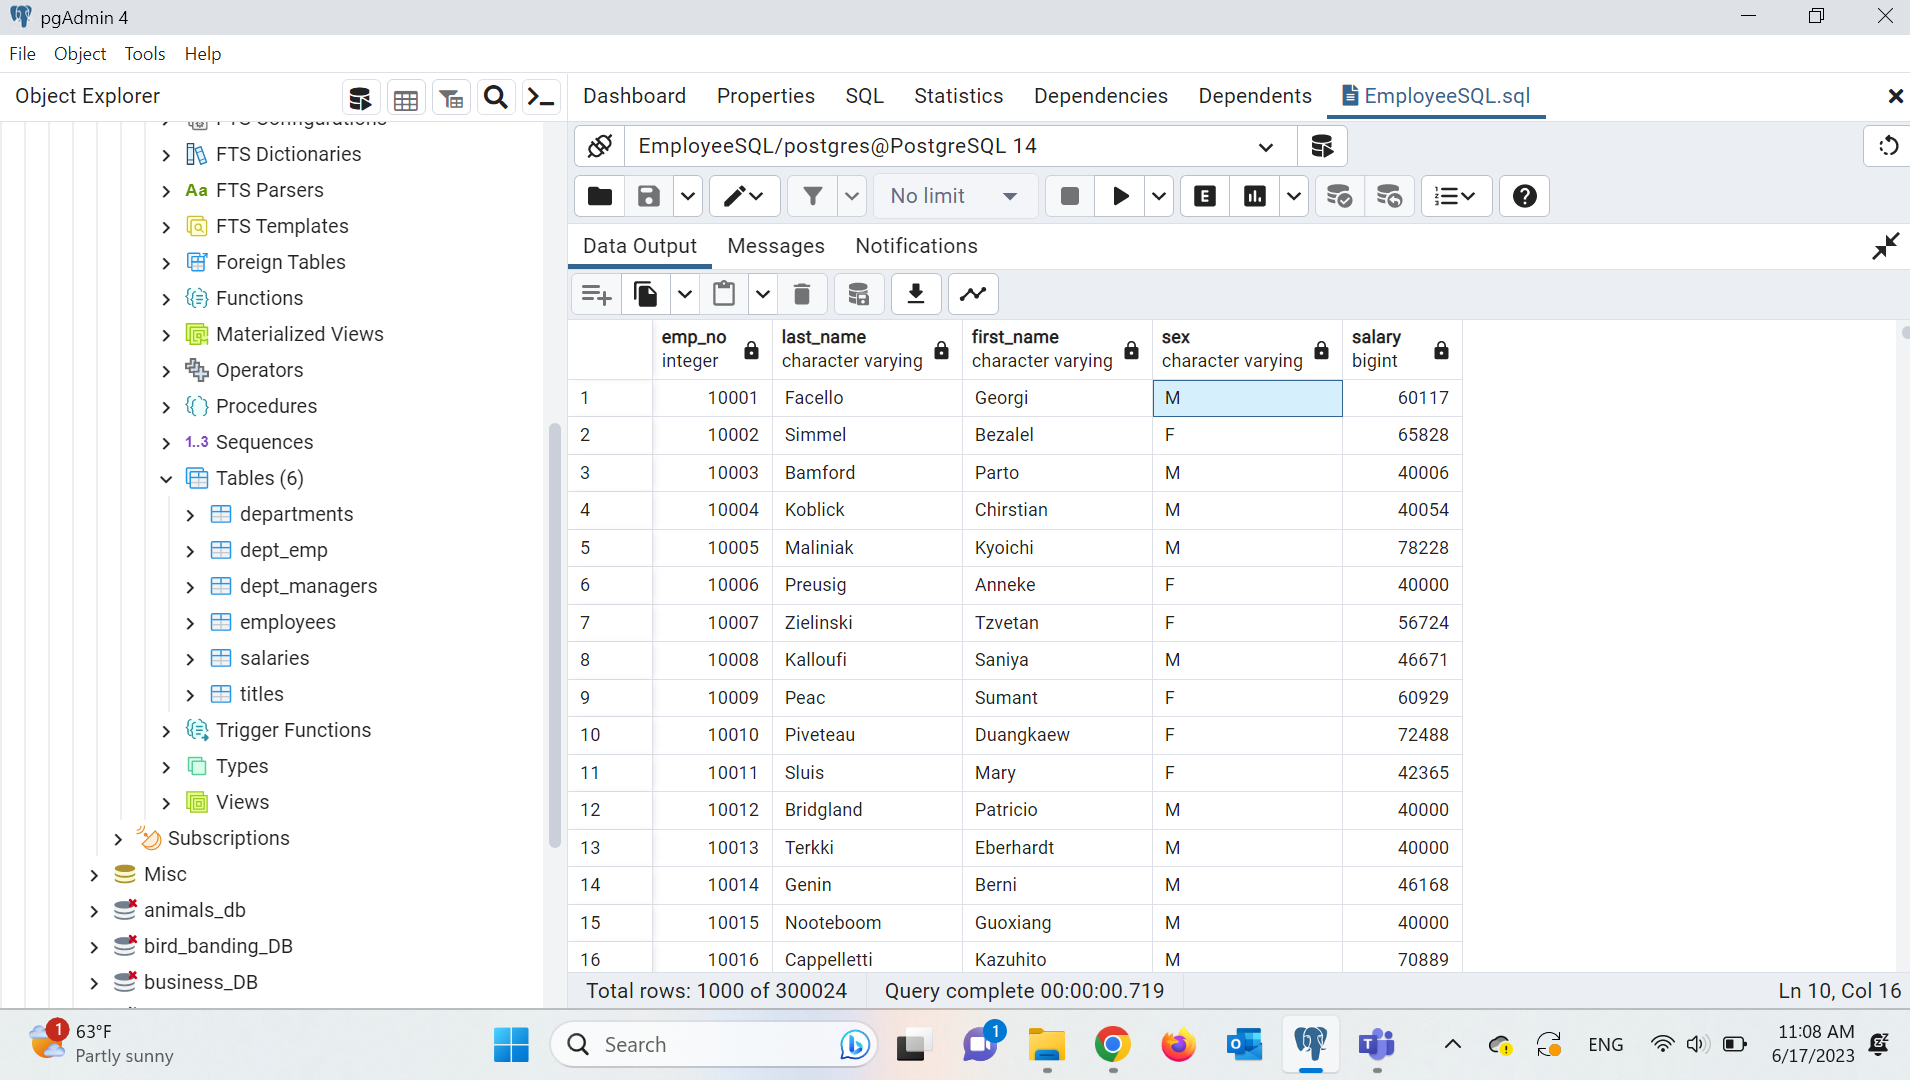 pgAdmin 4
File Object Tools Help
Object Explorer
Dashboard Properties SQL Statistics Dependencies Dependents EmployeeSQL.sql
EmployeeSQL/postgres@PostgreSQL 14
No limit
E
Data Output Messages Notifications
FTS Configurations
FTS Dictionaries
Aa FTS Parsers
FTS Templates
Foreign Tables
Functions
Materialized Views
Operators
Procedures
1..3 Sequences
Tables (6)
departments
dept_emp
dept_managers
employees
salaries
titles
Trigger Functions
Types
Views
Subscriptions
Misc
animals_db
bird_banding_DB
business_DB
emp_no last_name first_name sex salary
integer character varying character varying character varying bigint
1 10001 Facello Georgi M 60117
2 10002 Simmel Bezalel F 65828
3 10003 Bamford Parto M 40006
4 10004 Koblick Chirstian M 40054
5 10005 Maliniak Kyoichi M 78228
6 10006 Preusig Anneke F 40000
7 10007 Zielinski Tzvetan F 56724
8 10008 Kalloufi Saniya M 46671
9 10009 Peac Sumant F 60929
10 10010 Piveteau Duangkaew F 72488
11 10011 Sluis Mary F 42365
12 10012 Bridgland Patricio M 40000
13 10013 Terkki Eberhardt M 40000
14 10014 Genin Berni M 46168
15 10015 Nooteboom Guoxiang M 40000
16 10016 Cappelletti Kazuhito M 70889
Total rows: 1000 of 300024 Query complete 00:00:00.719 Ln 10, Col 16
1 63°F
Partly sunny
Search
1
ENG
11:08 AM
6/17/2023